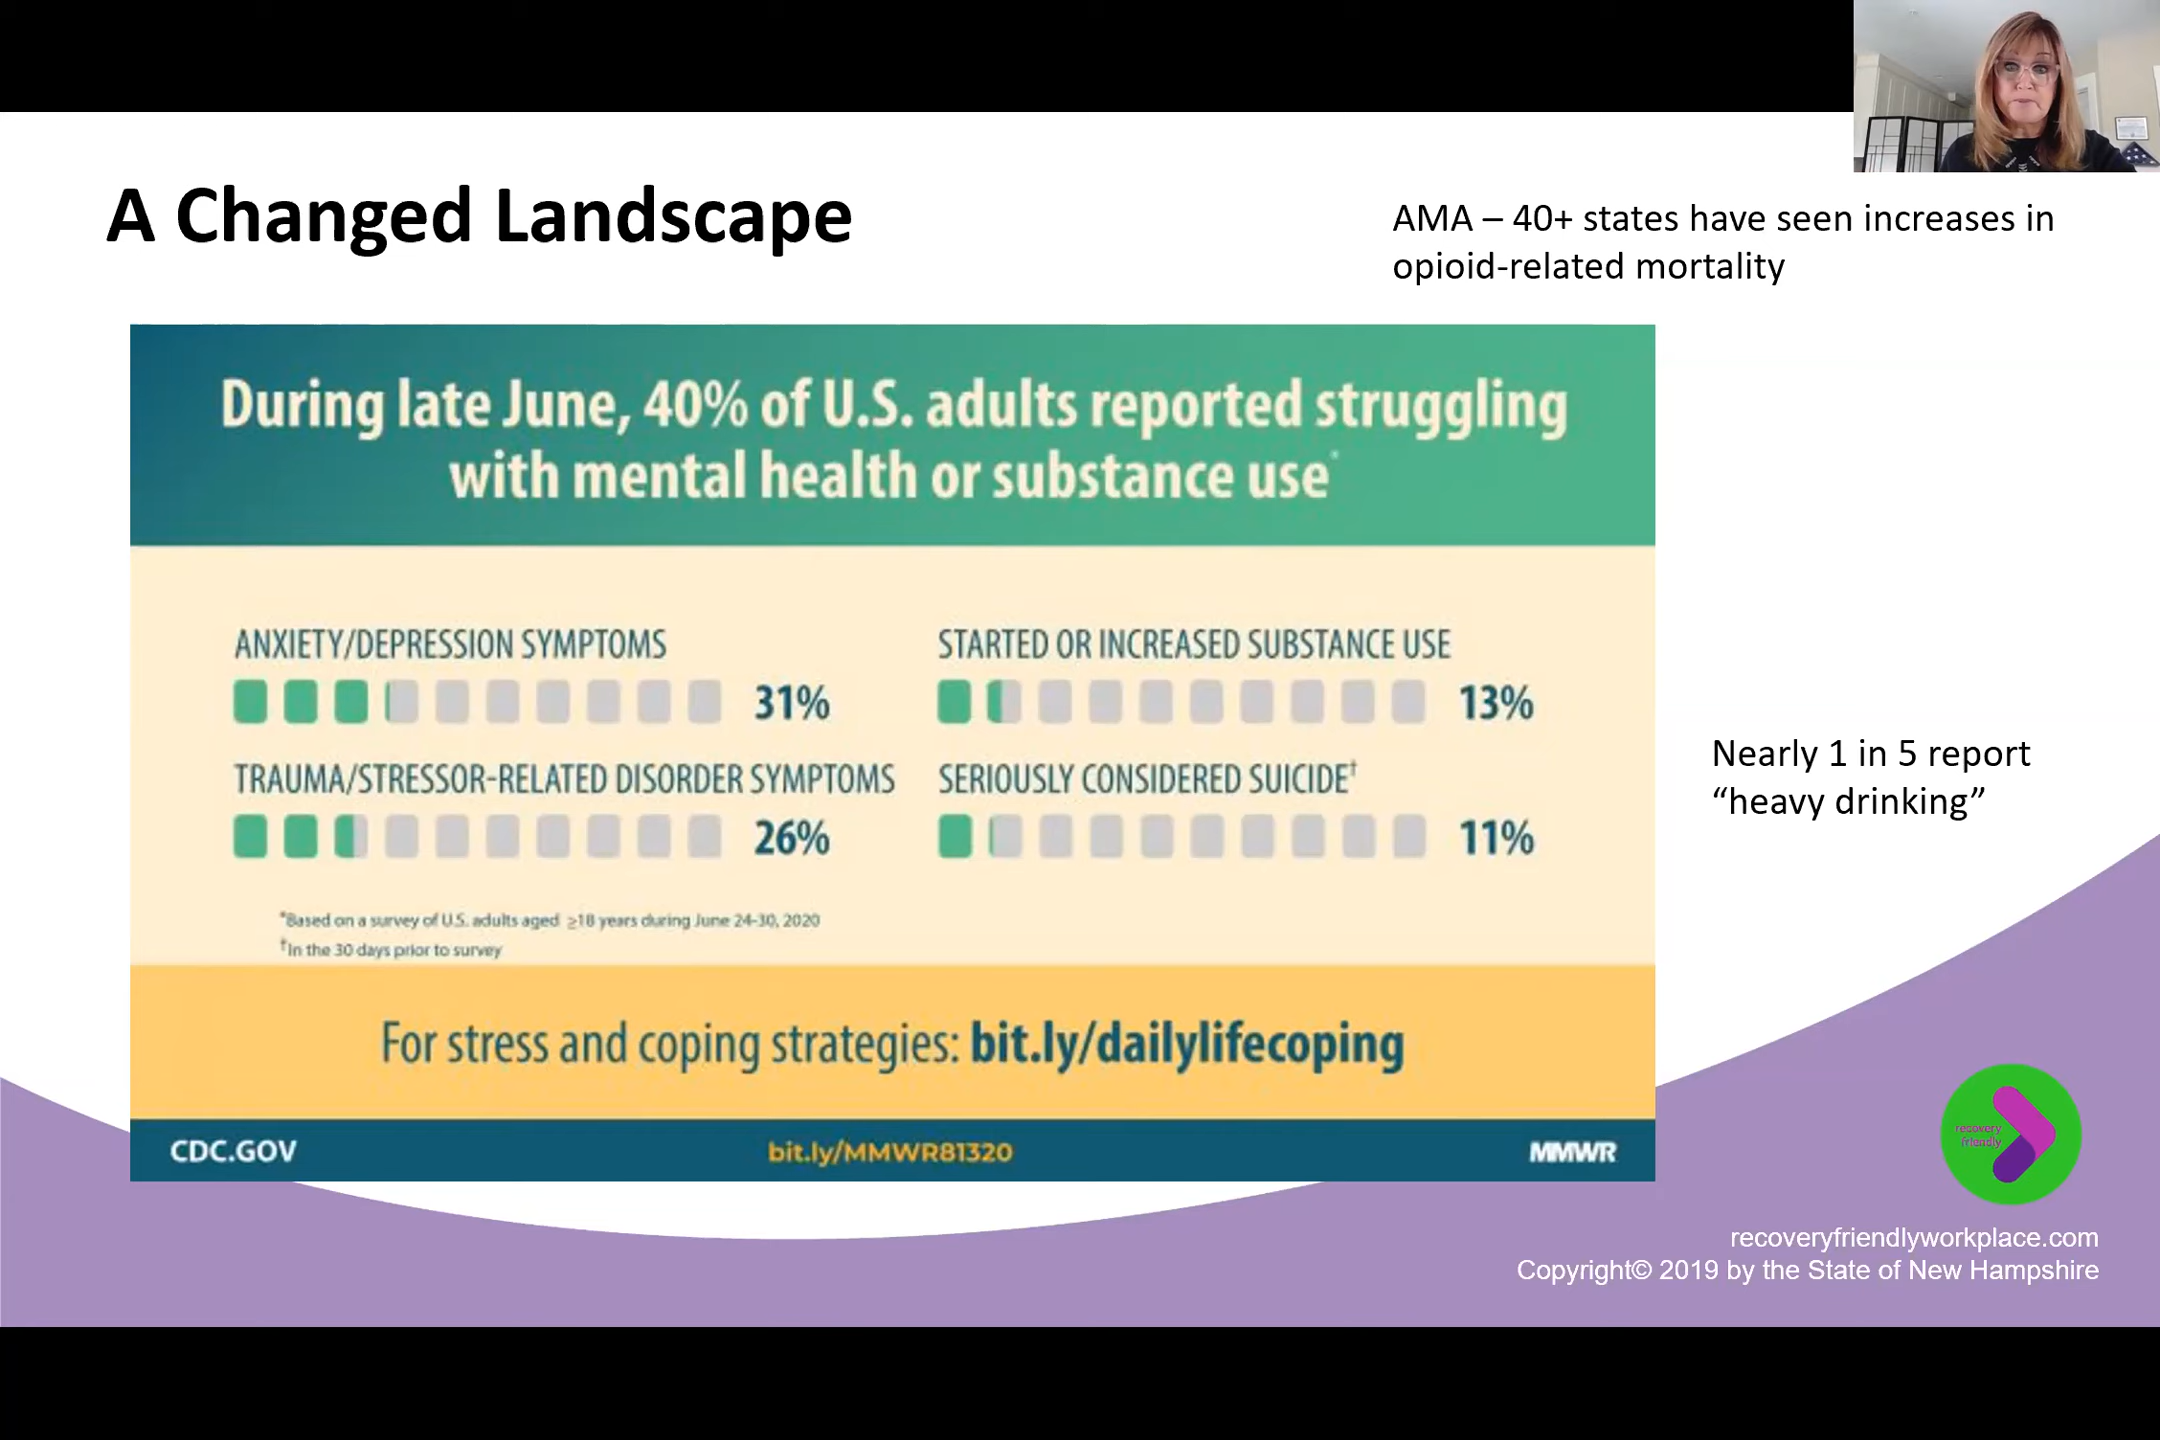 A Changed Landscape
AMA – 40+ states have seen increases in
opioid-related mortality
During late June, 40% of U.S. adults reported struggling
with mental health or substance use*
ANXIETY/DEPRESSION SYMPTOMS
31%
STARTED OR INCREASED SUBSTANCE USE
13%
TRAUMA/STRESSOR-RELATED DISORDER SYMPTOMS
26%
SERIOUSLY CONSIDERED SUICIDE†
11%
*Based on a survey of U.S. adults aged ≥18 years during June 24-30, 2020
†In the 30 days prior to survey
For stress and coping strategies: bit.ly/dailylifecoping
CDC.GOV
bit.ly/MMWR81320
MMWR
Nearly 1 in 5 report
“heavy drinking”
recovery
friendly
recoveryfriendlyworkplace.com
Copyright© 2019 by the State of New Hampshire